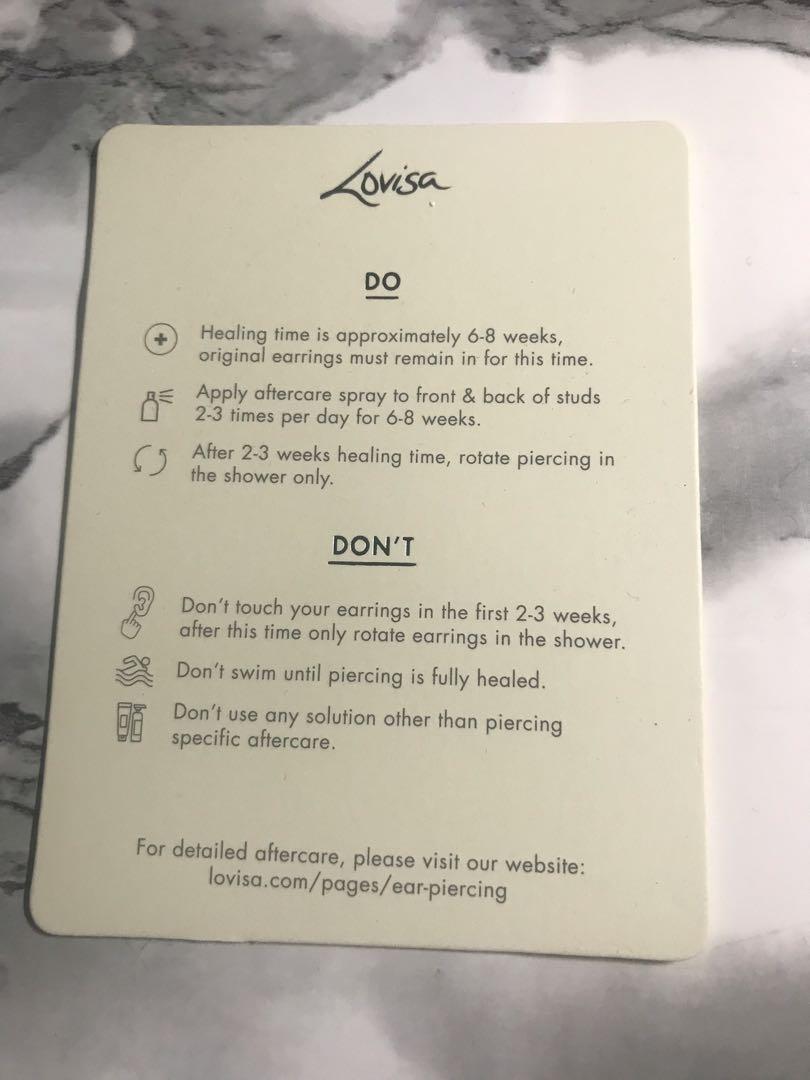 Lovisa
DO
Healing time is approximately 6-8 weeks,
original earrings must remain in for this time.
Apply aftercare spray to front & back of studs
2-3 times per day for 6-8 weeks.
After 2-3 weeks healing time, rotate piercing in
the shower only.
DON'T
Don't touch your earrings in the first 2-3 weeks,
after this time only rotate earrings in the shower.
Don't swim until piercing is fully healed.
Don't use any solution other than piercing
specific aftercare.
For detailed aftercare, please visit our website:
lovisa.com/pages/ear-piercing